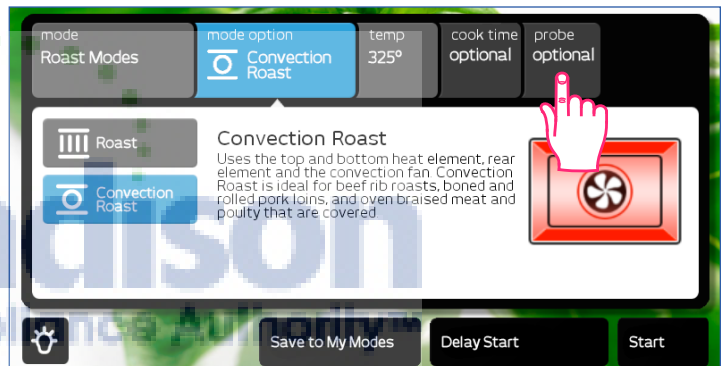 mode
Roast Modes
mode option
Convection
Roast
temp
325°
cook time
optional
probe
optional
Roast
Convection
Roast
Convection Roast
Uses the top and bottom heat element, rear
element and the convection fan. Convection
Roast is ideal for beef rib roasts, boned and
rolled pork loins, and oven braised meat and
poulty that are covered
adison
pliance Authority™
Save to My Modes
Delay Start
Start